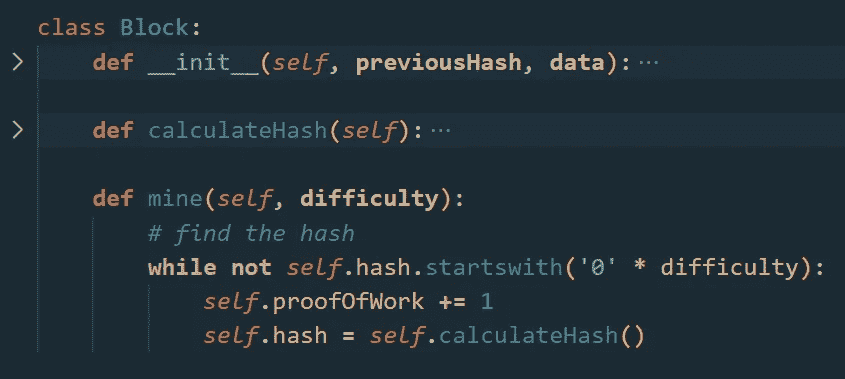 class Block:
    def __init__(self, previousHash, data):···
    def calculateHash(self):···
    def mine(self, difficulty):
        # find the hash
        while not self.hash.startswith('0' * difficulty):
            self.proofOfWork += 1
            self.hash = self.calculateHash()